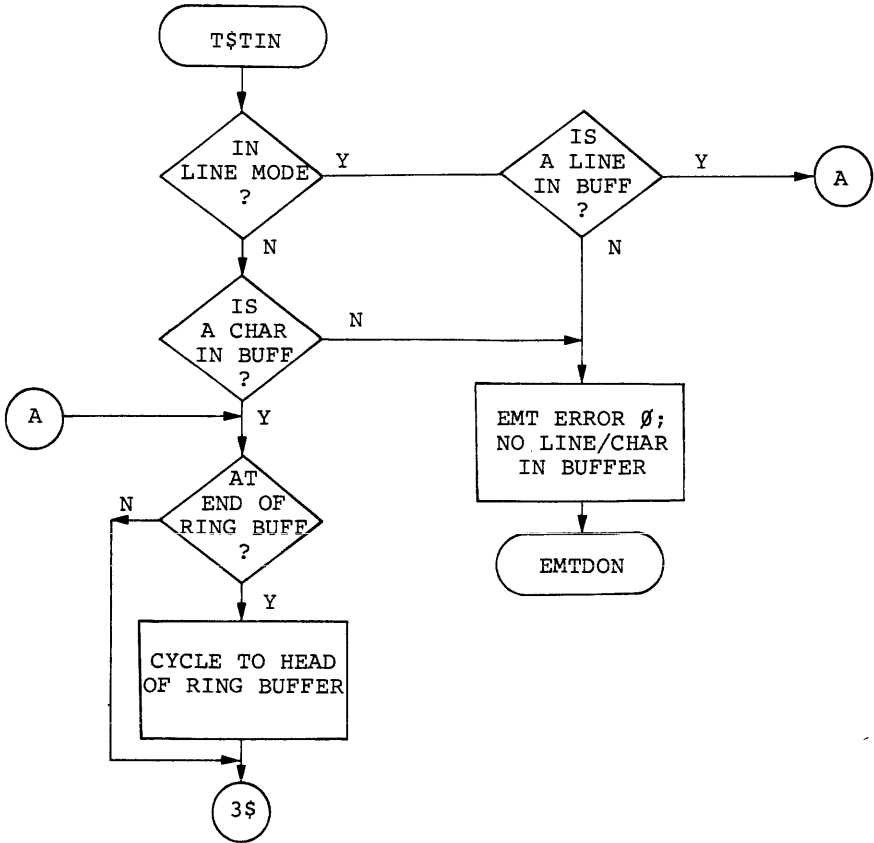 T$TIN
IN
LINE MODE
?
Y
IS
A LINE
IN BUFF
?
Y
A
N
N
IS
A CHAR
IN BUFF
?
N
A
Y
EMT ERROR Ø;
NO LINE/CHAR
IN BUFFER
AT
END OF
RING BUFF
?
N
EMTDON
Y
CYCLE TO HEAD
OF RING BUFFER
3$